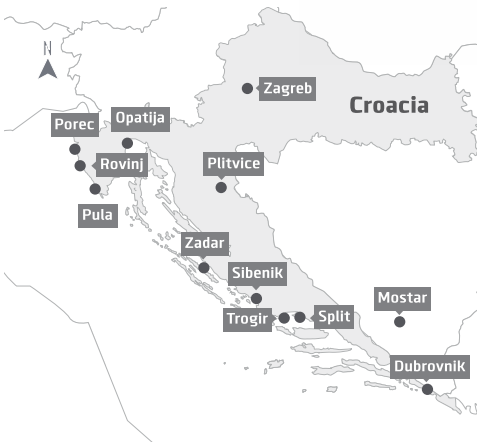 N
Zagreb
Croacia
Porec
Opatija
Rovinj
Plitvice
Pula
Zadar
Sibenik
Mostar
Trogir
Split
Dubrovnik